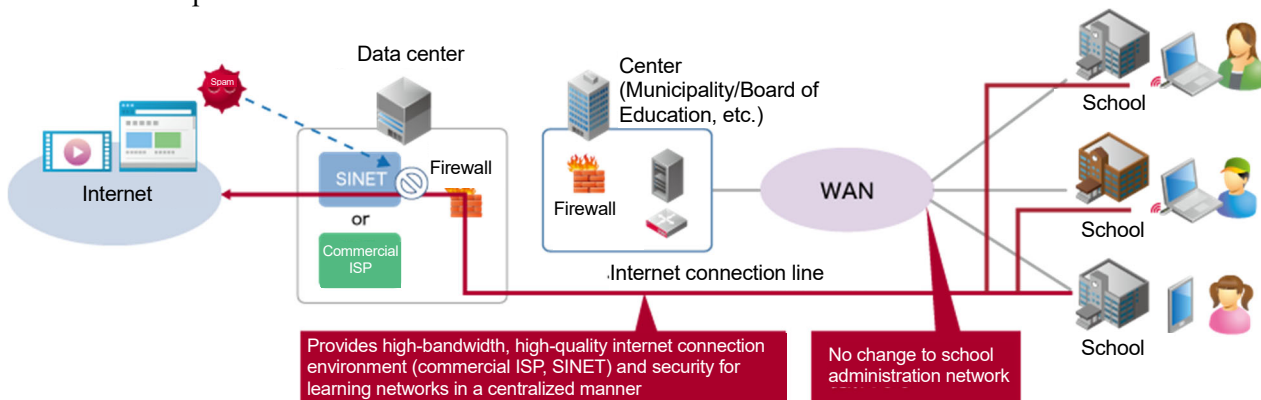 Spam
Internet
Data center
SINET
or
Commercial
ISP
Firewall
Center
(Municipality/Board of
Education, etc.)
Firewall
WAN
School
School
School
Internet connection line
Provides high-bandwidth, high-quality internet connection
environment (commercial ISP, SINET) and security for
learning networks in a centralized manner
No change to school
administration network